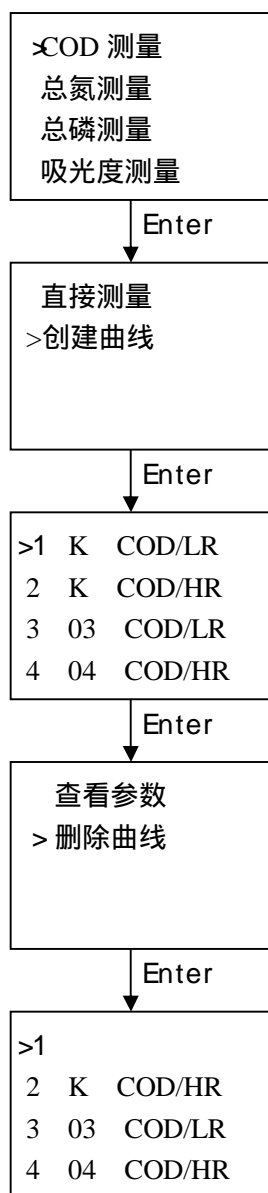 >COD 测量
总氮测量
总磷测量
吸光度测量
Enter
直接测量
>创建曲线
Enter
>1 K COD/LR
2 K COD/HR
3 03 COD/LR
4 04 COD/HR
Enter
查看参数
> 删除曲线
Enter
>1
2 K COD/HR
3 03 COD/LR
4 04 COD/HR